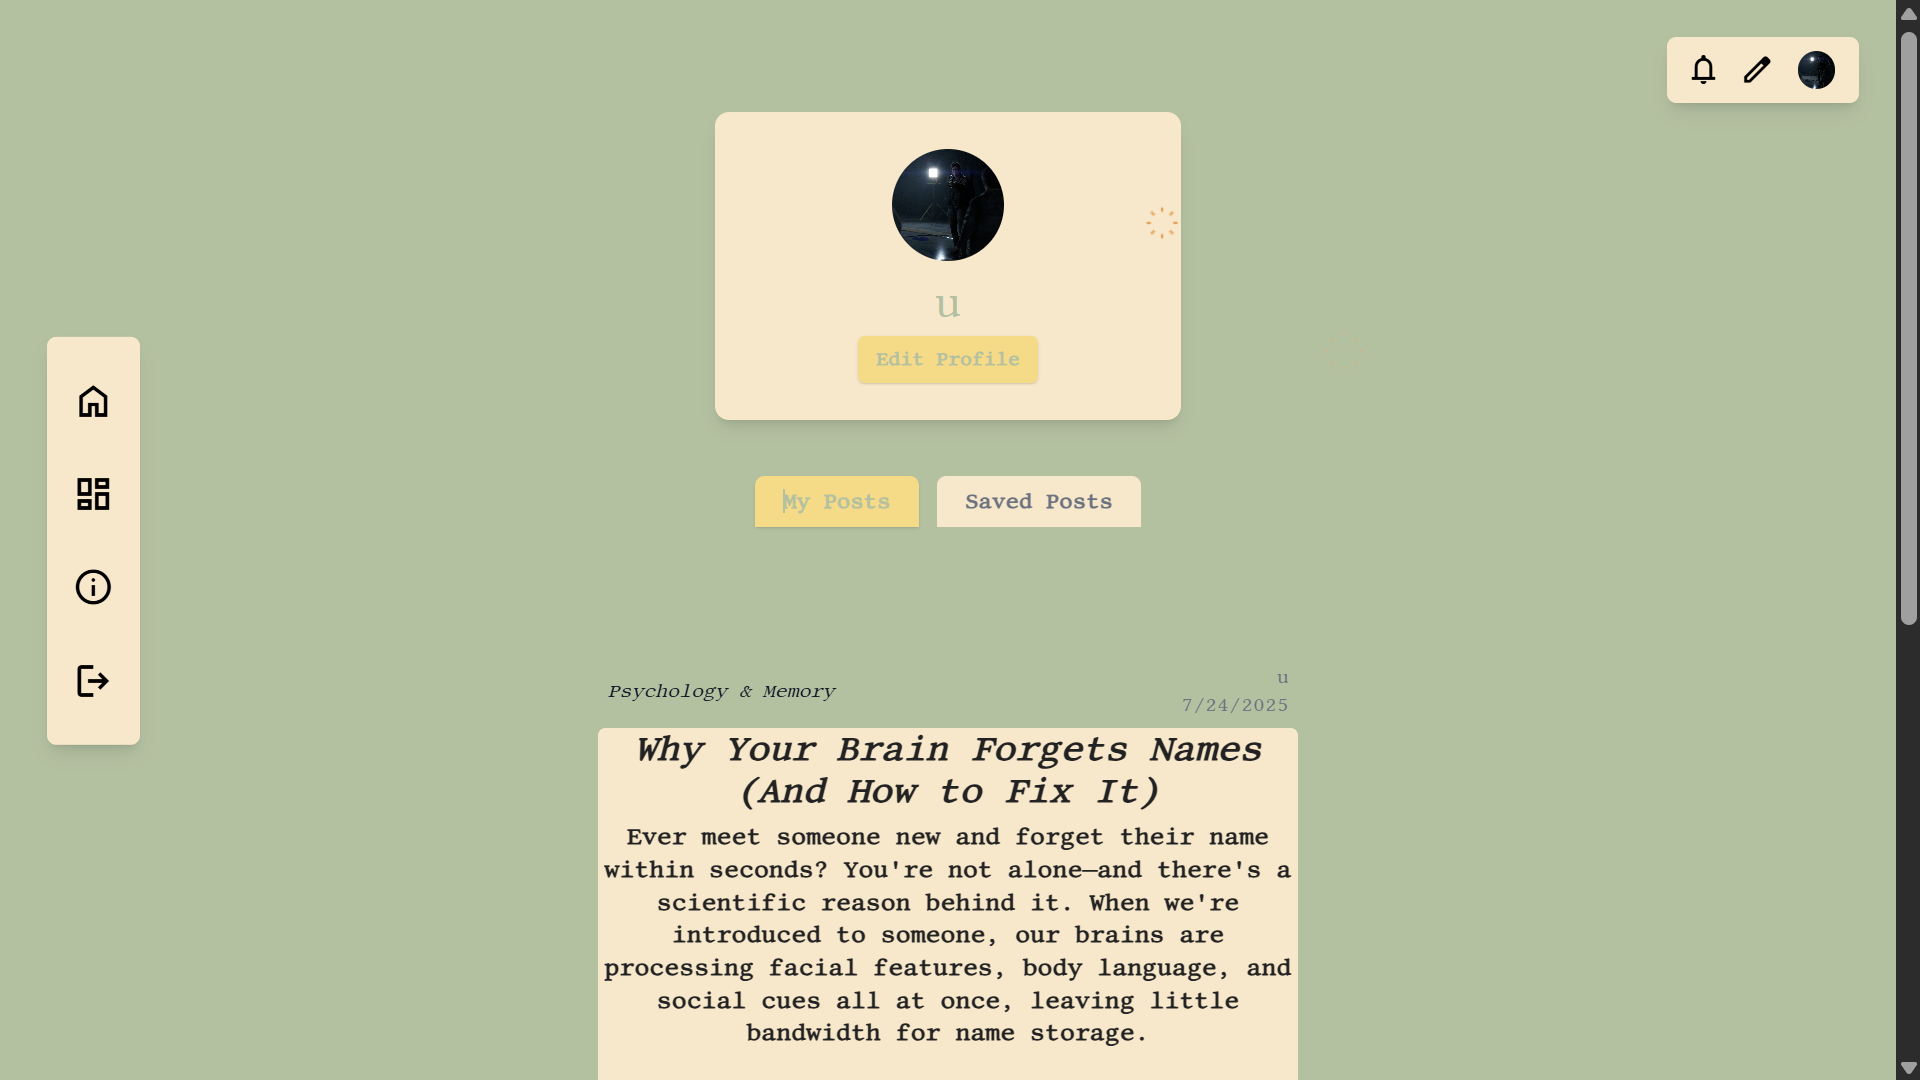 u
Edit Profile
My Posts
Saved Posts
Psychology & Memory
u
7/24/2025
Why Your Brain Forgets Names
(And How to Fix It)
Ever meet someone new and forget their name
within seconds? You're not alone—and there's a
scientific reason behind it. When we're
introduced to someone, our brains are
processing facial features, body language, and
social cues all at once, leaving little
bandwidth for name storage.